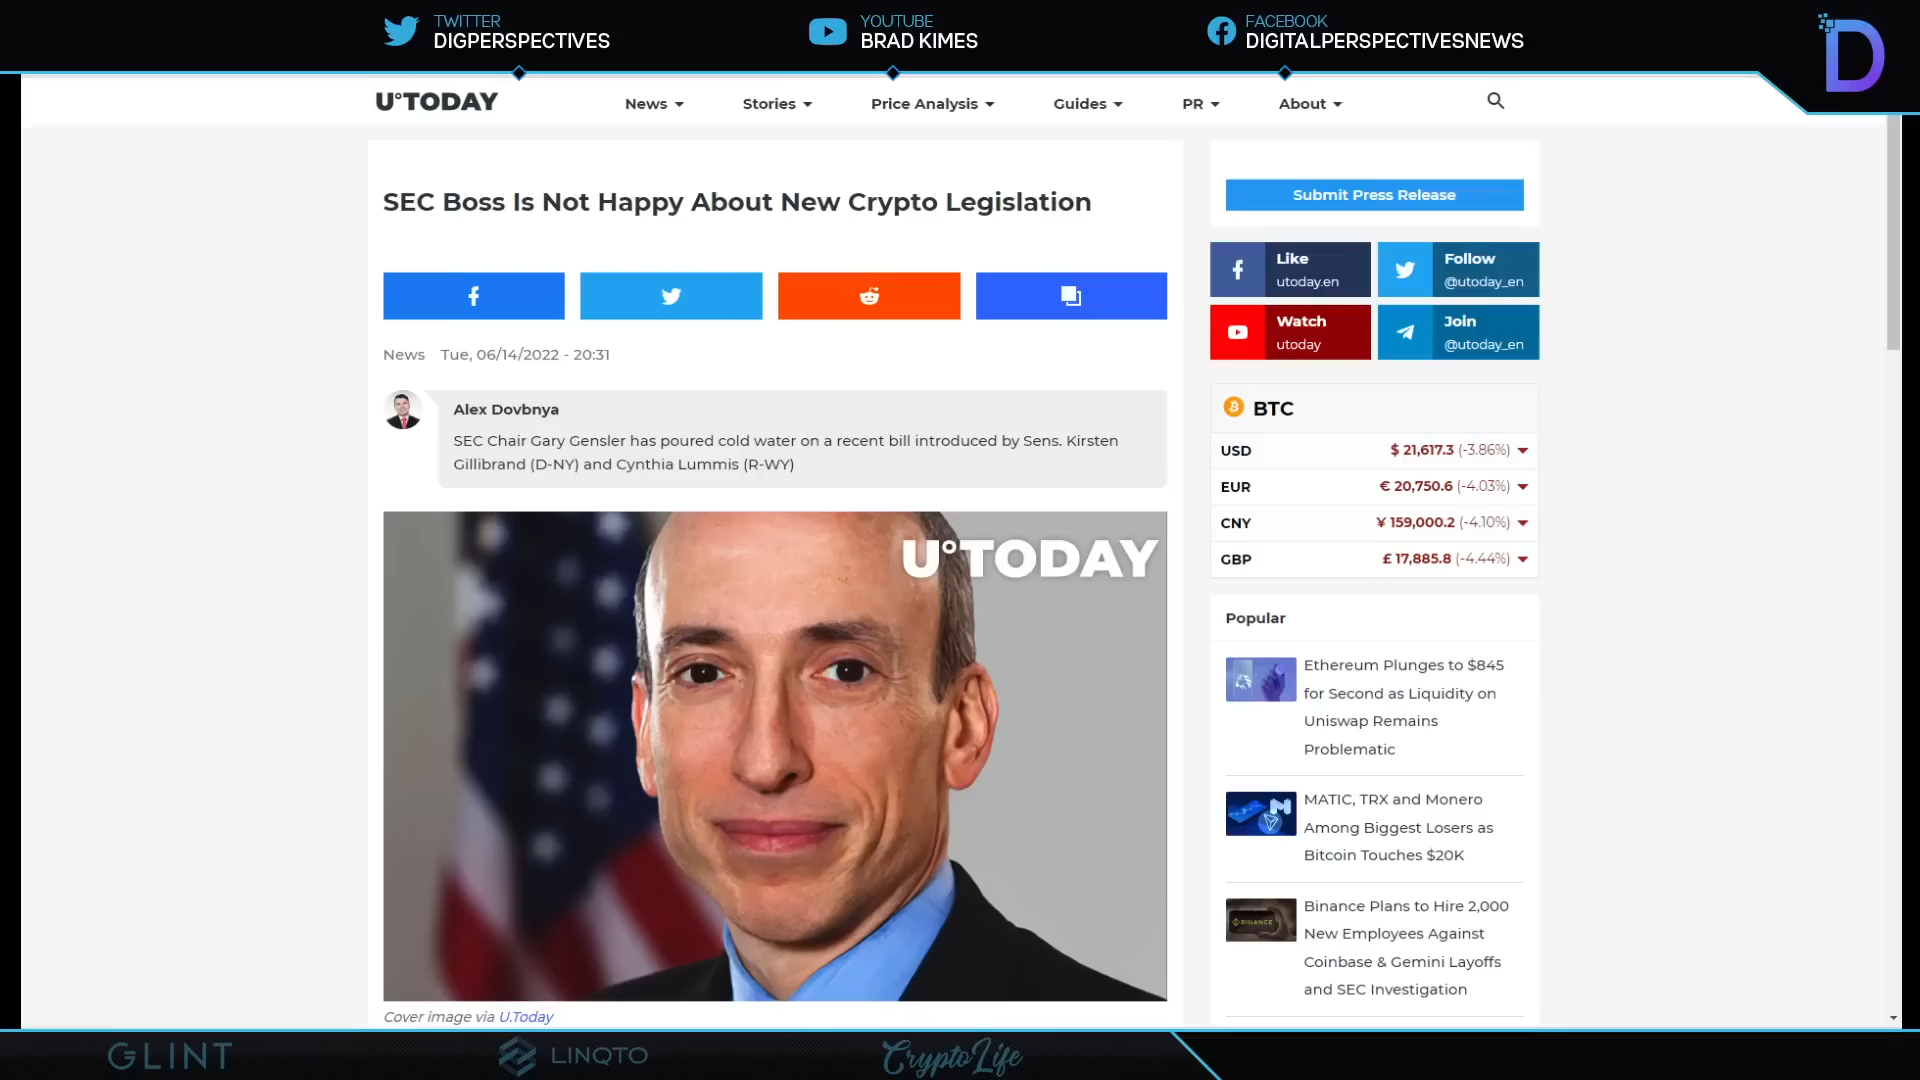 TWITTER
DIGPERSPECTIVES
YOUTUBE
BRAD KIMES
FACEBOOK
DIGITALPERSPECTIVESNEWS
D
U°TODAY
News
Stories
Price Analysis
Guides
PR
About
SEC Boss Is Not Happy About New Crypto Legislation
News Tue, 06/14/2022 - 20:31
Alex Dovbnya
SEC Chair Gary Gensler has poured cold water on a recent bill introduced by Sens. Kirsten
Gillibrand (D-NY) and Cynthia Lummis (R-WY)
U°TODAY
Cover image via U.Today
Submit Press Release
Like
utoday.en
Follow
@utoday_en
Watch
utoday
Join
@utoday_en
BTC
USD $ 21,617.3 (-3.86%)
EUR € 20,750.6 (-4.03%)
CNY ¥ 159,000.2 (-4.10%)
GBP £ 17,885.8 (-4.44%)
Popular
Ethereum Plunges to $845
for Second as Liquidity on
Uniswap Remains
Problematic
MATIC, TRX and Monero
Among Biggest Losers as
Bitcoin Touches $20K
BINANCE
Binance Plans to Hire 2,000
New Employees Against
Coinbase & Gemini Layoffs
and SEC Investigation
GLINT
LINQTO
CryptoLife